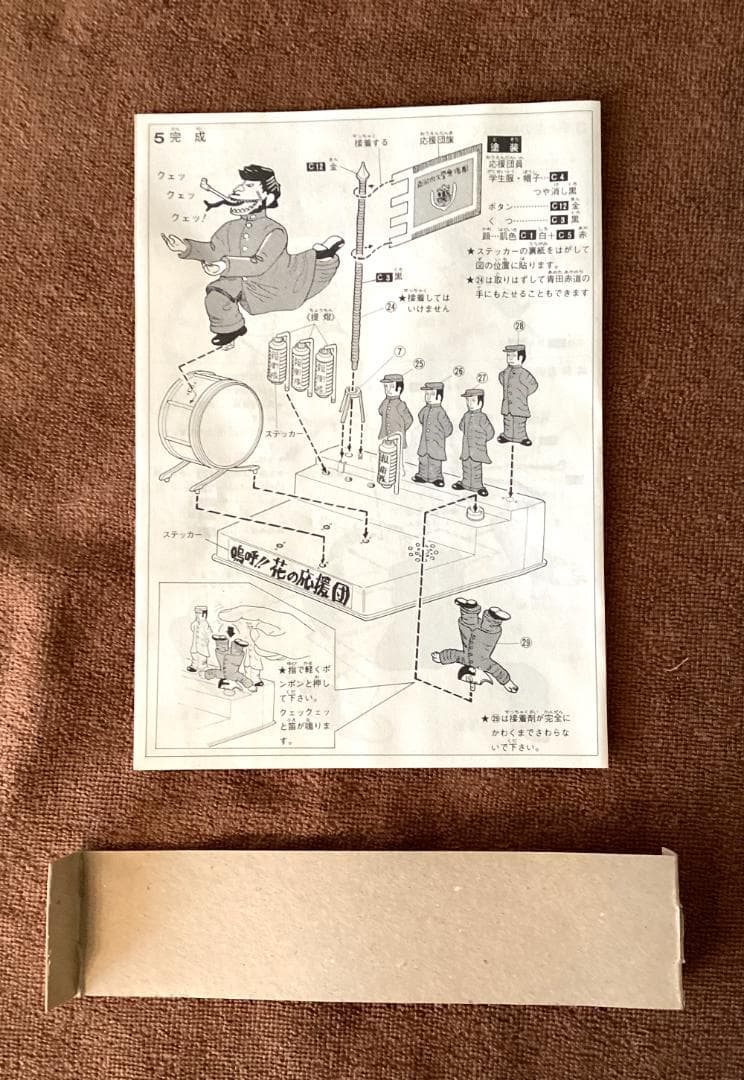 5 完成
クェッ
クェッ
クェッ!
接着する
応援団旗
C12 金
C3 黒
★接着しては
いけません
24
《提燈》
ステッカー
塗装
応援団員
学生服・帽子…C4
つや消し黒
ボタン C12 金
くつ C3 黒
顔…肌色 C1 白+C5 赤
★ステッカーの裏紙をはがして
図の位置に貼ります。
★24は取りはずして青田赤道の
手にもたせることもできます
7
25
26
27
28
ステッカー
嗚呼!!花の応援団
29
★指で軽くポ
ンポンと押し
て下さい。
クェックェッ
と笛が鳴りま
す。
★29は接着剤が完全に
かわくまでさわらな
いで下さい。